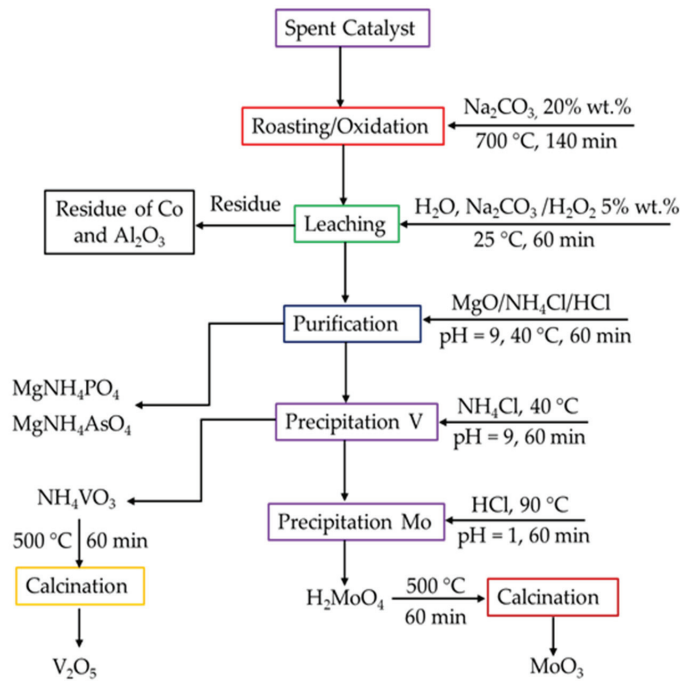 Spent Catalyst
Roasting/Oxidation
Na₂CO₃, 20% wt.%
700 °C, 140 min
Residue of Co
and Al₂O₃
Residue
Leaching
H₂O, Na₂CO₃/H₂O₂ 5% wt.%
25 °C, 60 min
Purification
MgO/NH₄Cl/HCl
pH = 9, 40 °C, 60 min
MgNH₄PO₄
MgNH₄AsO₄
Precipitation V
NH₄Cl, 40 °C
pH = 9, 60 min
NH₄VO₃
500 °C 60 min
Calcination
V₂O₅
Precipitation Mo
HCl, 90 °C
pH = 1, 60 min
H₂MoO₄
500 °C
60 min
Calcination
MoO₃